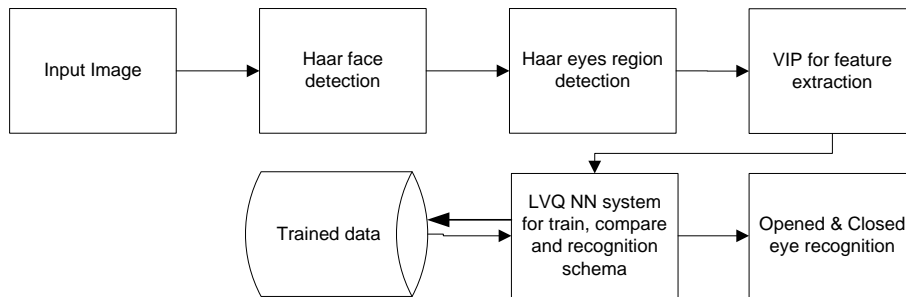 Input Image
Haar face
detection
Haar eyes region
detection
VIP for feature
extraction
Trained data
LVQ NN system
for train, compare
and recognition
schema
Opened & Closed
eye recognition